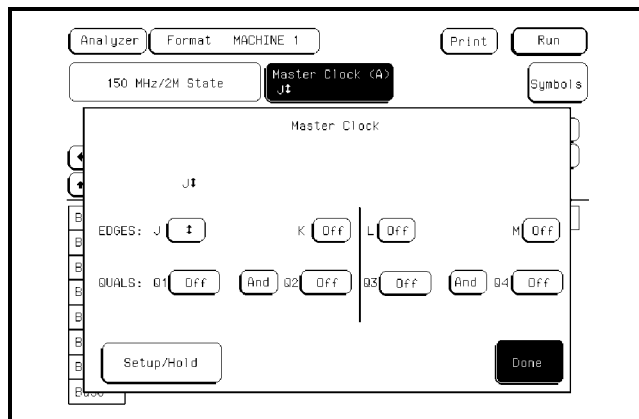 Analyzer Format MACHINE 1 Print Run
150 MHz/2M State Master Clock (A) Symbols
J↕
Master Clock
J↕
EDGES: J ↕ K Off L Off M Off
QUALS: Q1 Off And Q2 Off Q3 Off And Q4 Off
Setup/Hold Done